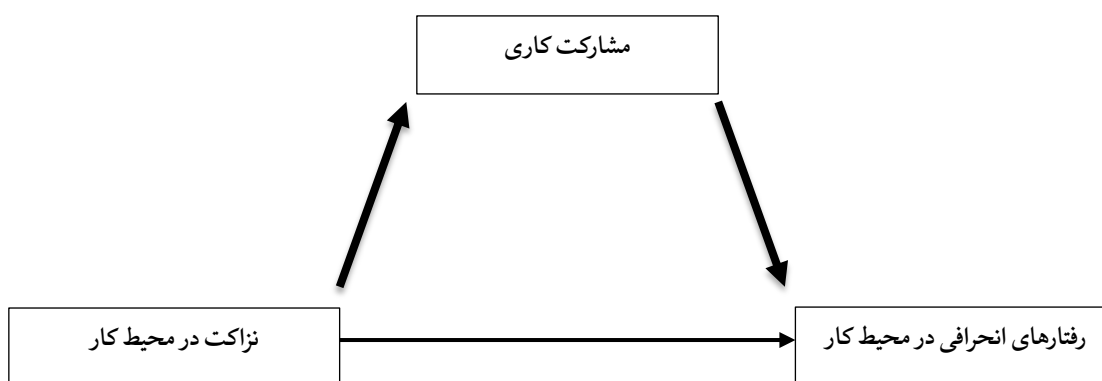 مشارکت کاری
نزاکت در محیط کار
رفتارهای انحرافی در محیط کار